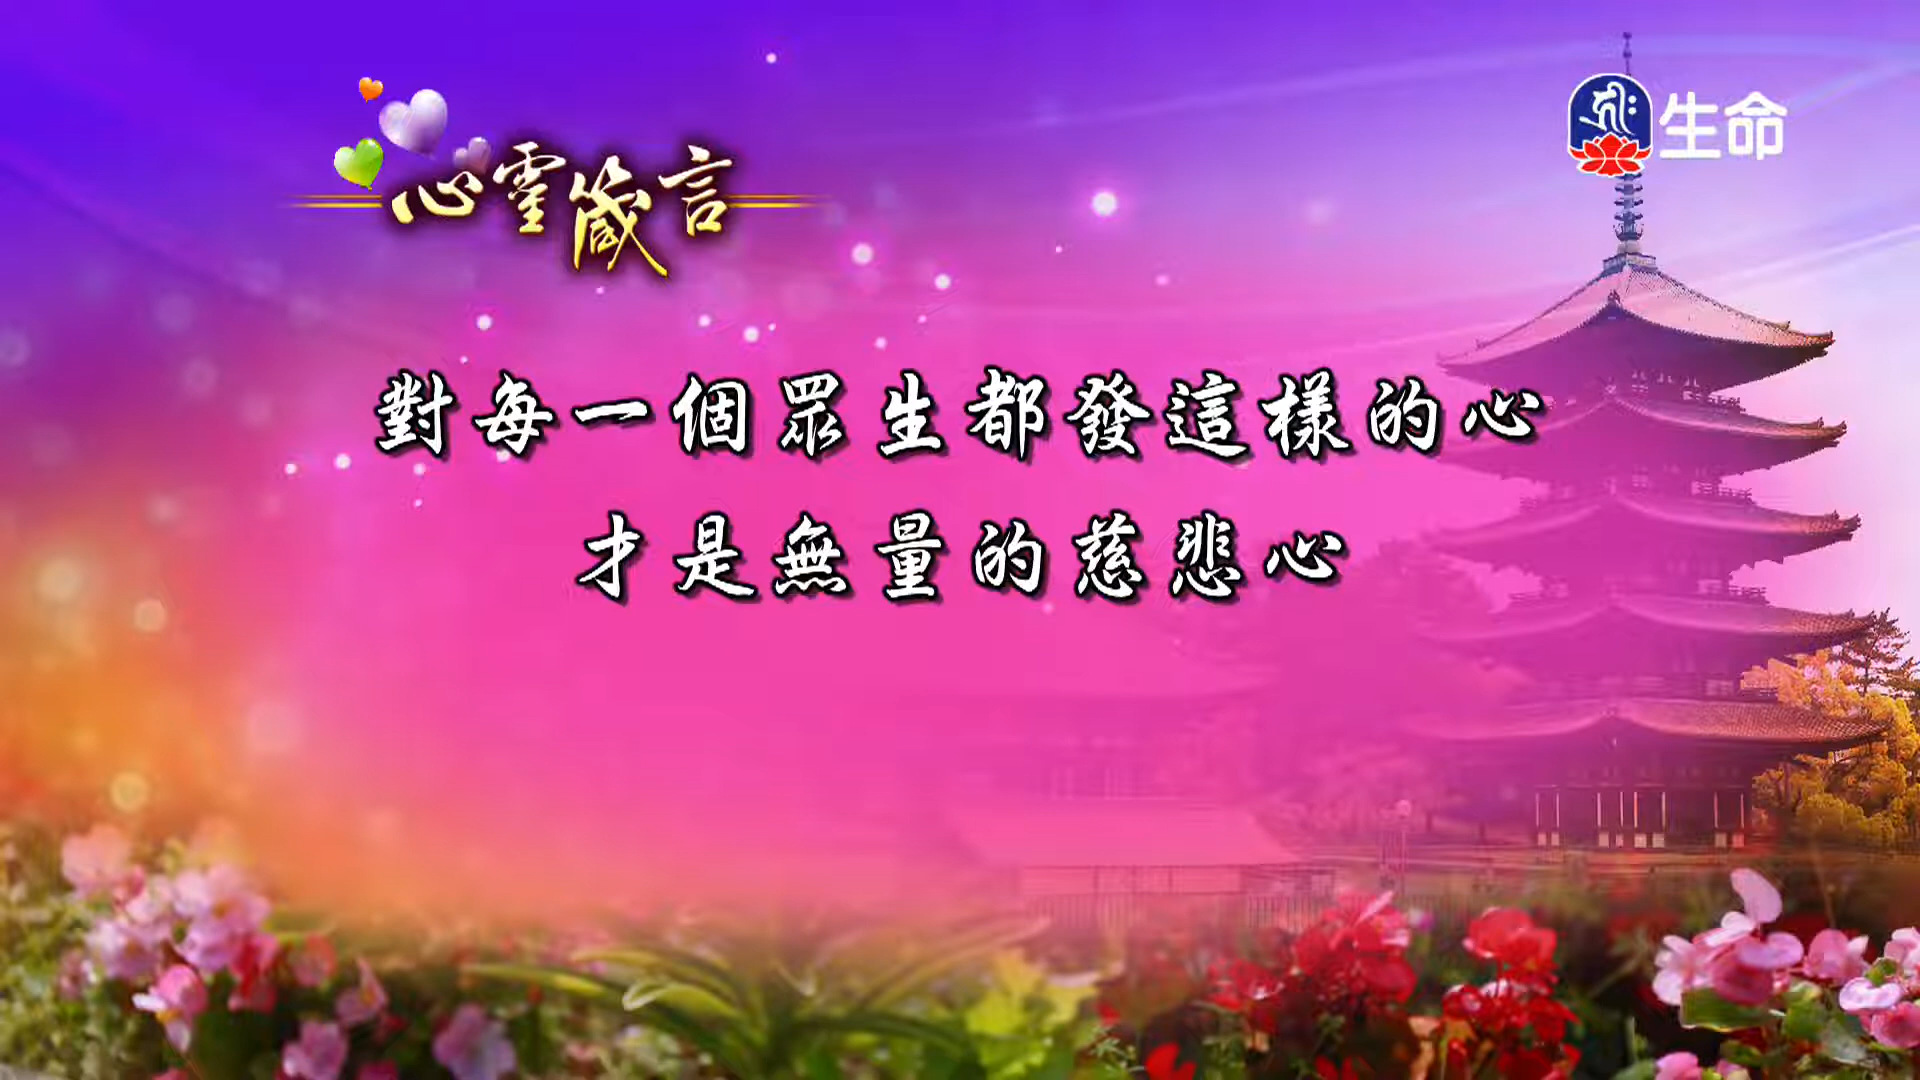 心靈箴言
生命
對每一個眾生都發這樣的心
才是無量的慈悲心